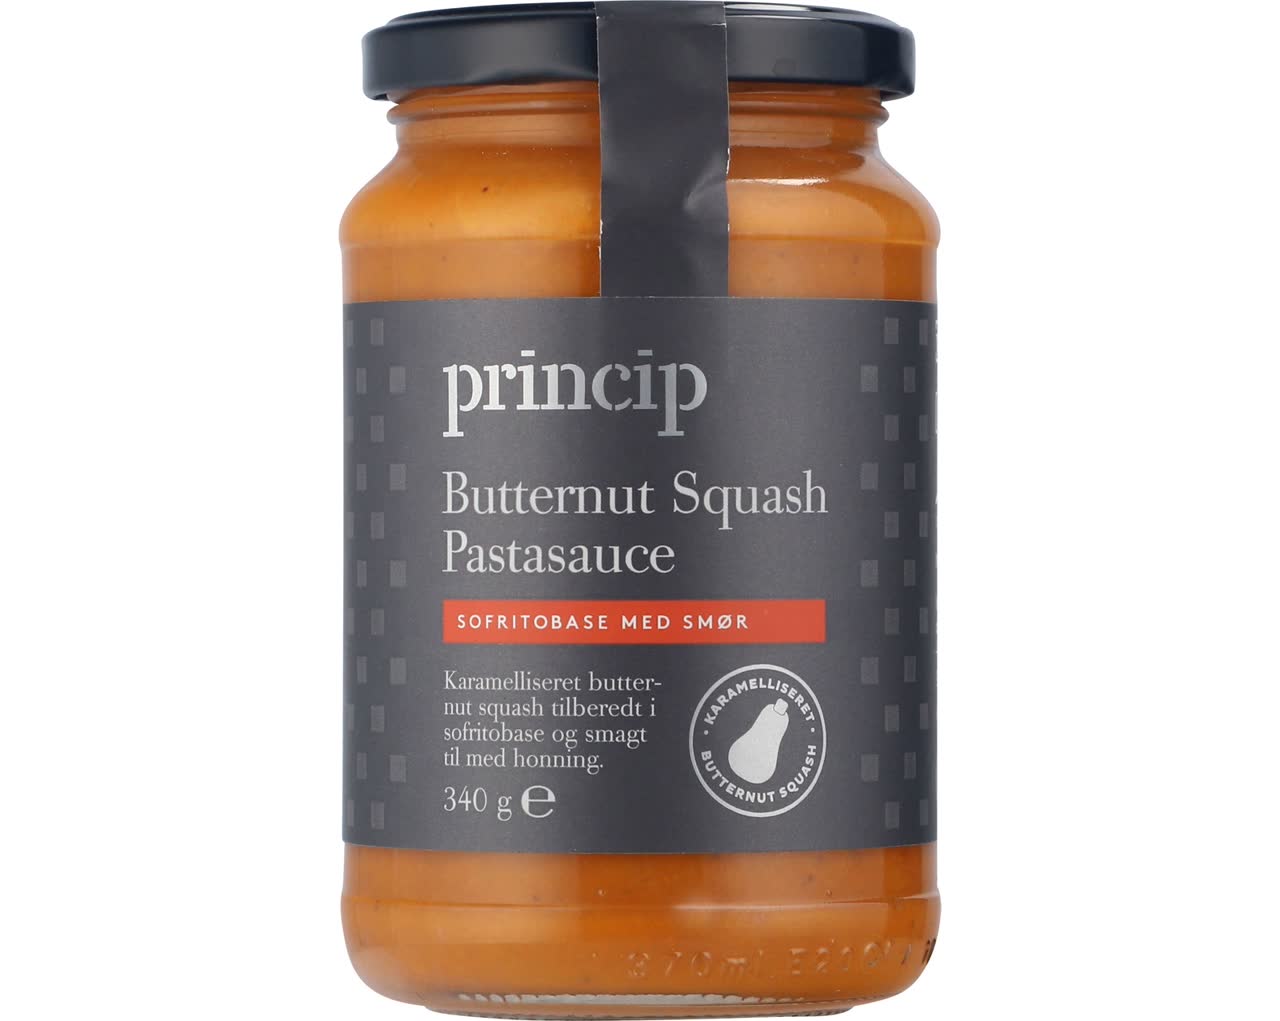 princip
Butternut Squash
Pastasauce
SOFRITOBASE MED SMØR
Karamelliseret butter-
nut squash tilberedt i
sofritobase og smagt
til med honning.
340 g ℮
· KARAMELLISERET ·
BUTTERNUT SQUASH
370ml